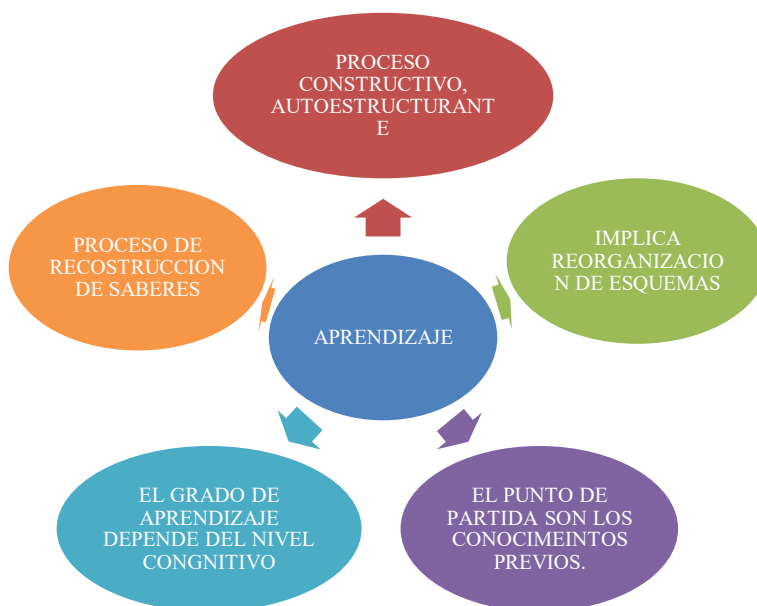 PROCESO
CONSTRUCTIVO,
AUTOESTRUCTURANT
E
IMPLICA
REORGANIZACIO
N DE ESQUEMAS
EL PUNTO DE
PARTIDA SON LOS
CONOCIMEINTOS
PREVIOS.
EL GRADO DE
APRENDIZAJE
DEPENDE DEL NIVEL
CONGNITIVO
PROCESO DE
RECOSTRUCCION
DE SABERES
APRENDIZAJE